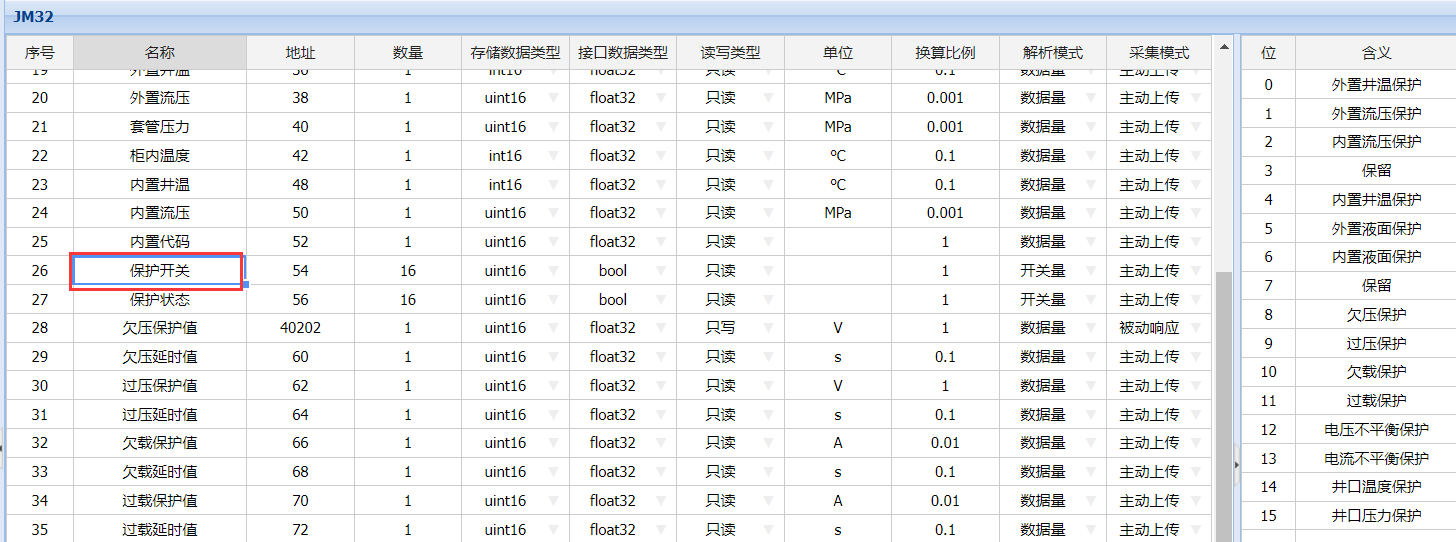 JM32
序号 名称 地址 数量 存储数据类型 接口数据类型 读写类型 单位 换算比例 解析模式 采集模式 位 含义
19 外置井温 36 1 int16 float32 只读 ℃ 0.1 数据量 主动上传 0 外置井温保护
20 外置流压 38 1 uint16 float32 只读 MPa 0.001 数据量 主动上传 1 外置流压保护
21 套管压力 40 1 uint16 float32 只读 MPa 0.001 数据量 主动上传 2 内置流压保护
22 柜内温度 42 1 int16 float32 只读 ℃ 0.1 数据量 主动上传 3 保留
23 内置井温 48 1 int16 float32 只读 ℃ 0.1 数据量 主动上传 4 内置井温保护
24 内置流压 50 1 uint16 float32 只读 MPa 0.001 数据量 主动上传 5 外置液面保护
25 内置代码 52 1 uint16 float32 只读 1 数据量 主动上传 6 内置液面保护
26 保护开关 54 16 uint16 bool 只读 1 开关量 主动上传 7 保留
27 保护状态 56 16 uint16 bool 只读 1 开关量 主动上传 8 欠压保护
28 欠压保护值 40202 1 uint16 float32 只写 V 1 数据量 被动响应 9 过压保护
29 欠压延时值 60 1 uint16 float32 只读 s 0.1 数据量 主动上传 10 欠载保护
30 过压保护值 62 1 uint16 float32 只读 V 1 数据量 主动上传 11 过载保护
31 过压延时值 64 1 uint16 float32 只读 s 0.1 数据量 主动上传 12 电压不平衡保护
32 欠载保护值 66 1 uint16 float32 只读 A 0.01 数据量 主动上传 13 电流不平衡保护
33 欠载延时值 68 1 uint16 float32 只读 s 0.1 数据量 主动上传 14 井口温度保护
34 过载保护值 70 1 uint16 float32 只读 A 0.01 数据量 主动上传 15 井口压力保护
35 过载延时值 72 1 uint16 float32 只读 s 0.1 数据量 主动上传